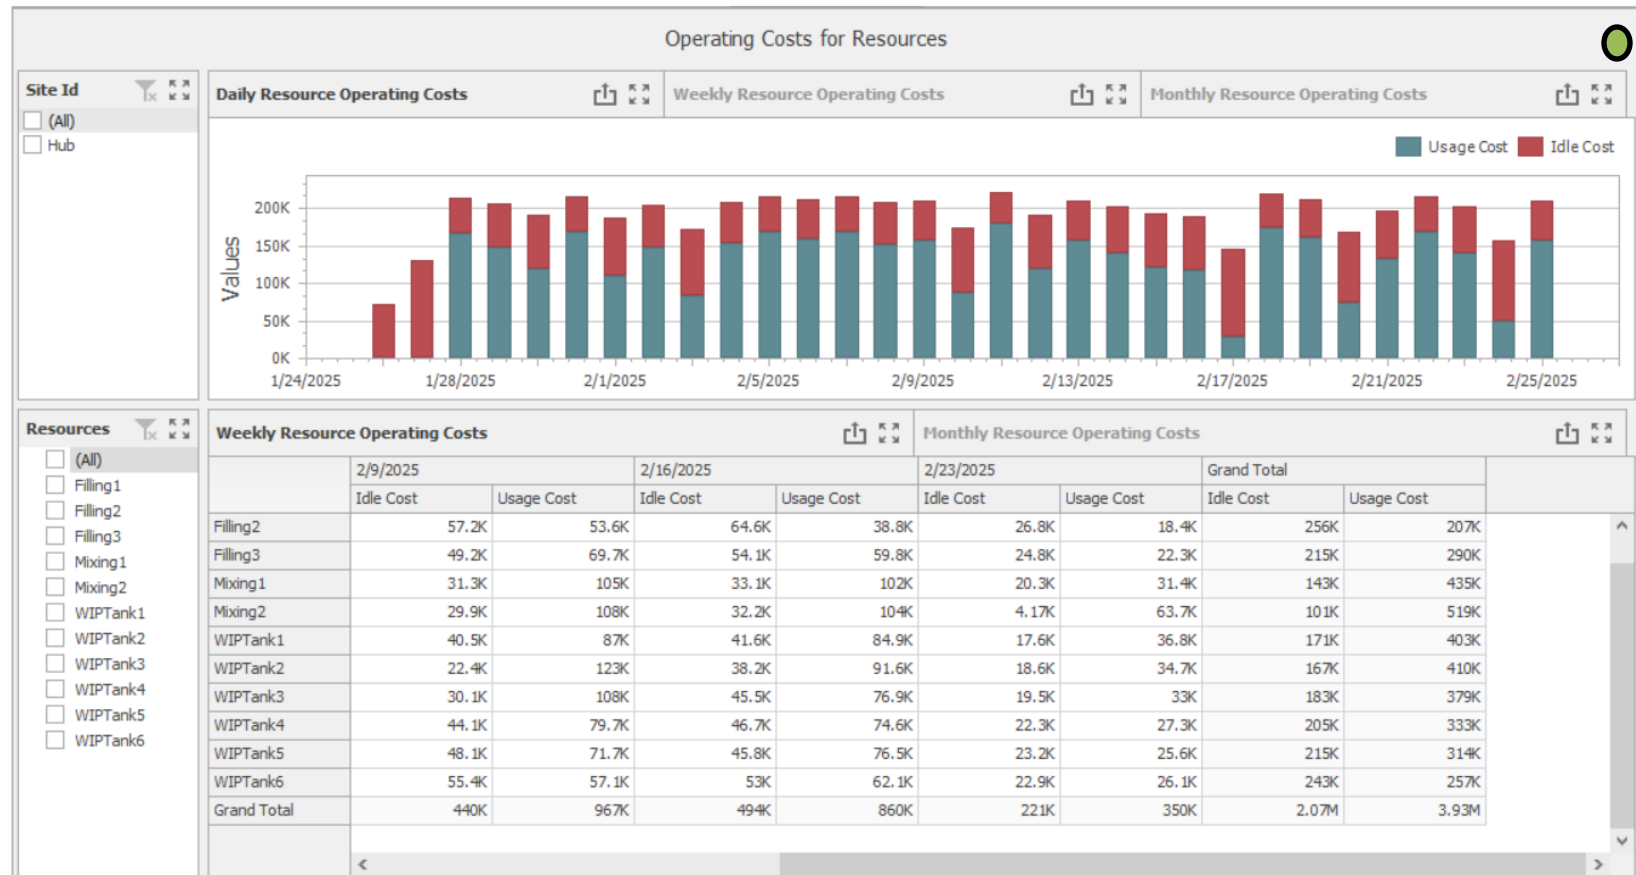 Operating Costs for Resources
Site Id
(All)
Hub
Daily Resource Operating Costs
Weekly Resource Operating Costs
Monthly Resource Operating Costs
Usage Cost
Idle Cost
Values
200K
150K
100K
50K
0K
1/24/2025 1/28/2025 2/1/2025 2/5/2025 2/9/2025 2/13/2025 2/17/2025 2/21/2025 2/25/2025
Resources
(All)
Filling1
Filling2
Filling3
Mixing1
Mixing2
WIPTank1
WIPTank2
WIPTank3
WIPTank4
WIPTank5
WIPTank6
Weekly Resource Operating Costs
Monthly Resource Operating Costs
2/9/2025 2/16/2025 2/23/2025 Grand Total
Idle Cost Usage Cost Idle Cost Usage Cost Idle Cost Usage Cost Idle Cost Usage Cost
Filling2 57.2K 53.6K 64.6K 38.8K 26.8K 18.4K 256K 207K
Filling3 49.2K 69.7K 54.1K 59.8K 24.8K 22.3K 215K 290K
Mixing1 31.3K 105K 33.1K 102K 20.3K 31.4K 143K 435K
Mixing2 29.9K 108K 32.2K 104K 4.17K 63.7K 101K 519K
WIPTank1 40.5K 87K 41.6K 84.9K 17.6K 36.8K 171K 403K
WIPTank2 22.4K 123K 38.2K 91.6K 18.6K 34.7K 167K 410K
WIPTank3 30.1K 108K 45.5K 76.9K 19.5K 33K 183K 379K
WIPTank4 44.1K 79.7K 46.7K 74.6K 22.3K 27.3K 205K 333K
WIPTank5 48.1K 71.7K 45.8K 76.5K 23.2K 25.6K 215K 314K
WIPTank6 55.4K 57.1K 53K 62.1K 22.9K 26.1K 243K 257K
Grand Total 440K 967K 494K 860K 221K 350K 2.07M 3.93M